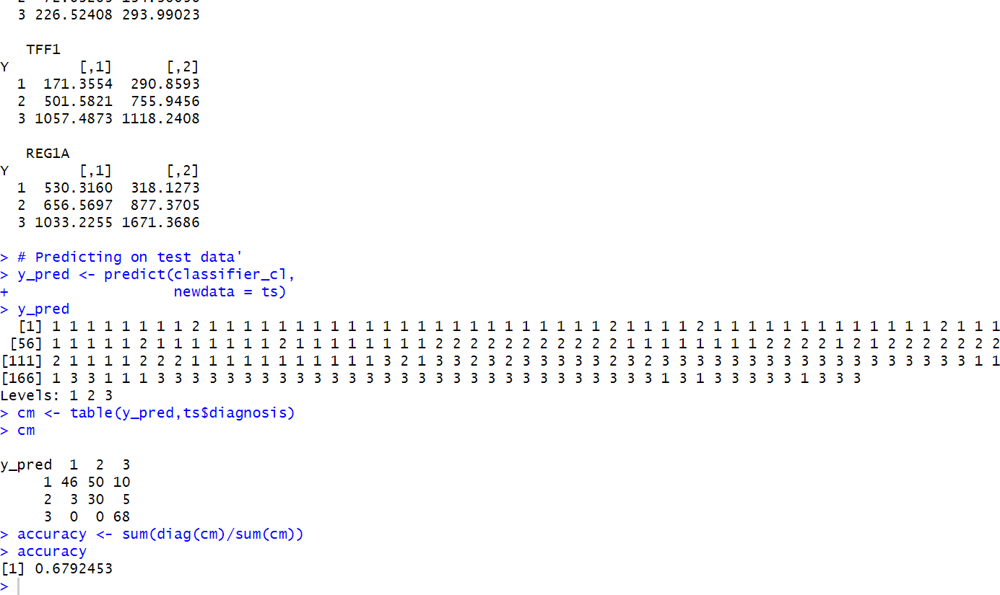 3 226.52408 293.99023
TFF1
Y [,1] [,2]
1 171.3554 290.8593
2 501.5821 755.9456
3 1057.4873 1118.2408
REG1A
Y [,1] [,2]
1 530.3160 318.1273
2 656.5697 877.3705
3 1033.2255 1671.3686
> # Predicting on test data'
> y_pred <- predict(classifier_cl,
+ newdata = ts)
> y_pred
[1] 1 1 1 1 1 1 1 1 2 1 1 1 1 1 1 1 1 1 1 1 1 1 1 1 1 1 1 1 1 1 1 1 2 1 1 1 1 2 1 1 1 1 1 1 1 1 1 1 1 1 1 2 1 1 1
[56] 1 1 1 1 1 2 1 1 1 1 1 1 1 2 1 1 1 1 1 1 1 1 2 2 2 2 2 2 2 2 2 2 2 1 1 1 1 1 1 1 1 2 2 2 2 1 2 1 2 2 2 2 2 2 2
[111] 2 1 1 1 1 2 2 2 1 1 1 1 1 1 1 1 1 1 1 3 2 1 3 3 2 3 2 3 3 3 3 3 2 3 2 3 3 3 3 3 3 3 3 3 3 3 3 3 3 3 3 3 3 1 1
[166] 1 3 3 1 1 1 3 3 3 3 3 3 3 3 3 3 3 3 3 3 3 3 3 3 3 3 3 3 3 3 3 3 3 3 3 1 3 1 3 3 3 3 3 1 3 3 3
Levels: 1 2 3
> cm <- table(y_pred,ts$diagnosis)
> cm
y_pred 1 2 3
1 46 50 10
2 3 30 5
3 0 0 68
> accuracy <- sum(diag(cm)/sum(cm))
> accuracy
[1] 0.6792453
>